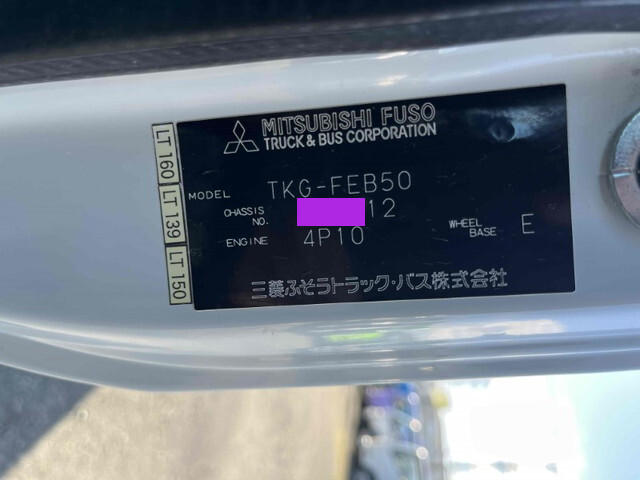 MITSUBISHI FUSO
TRUCK & BUS CORPORATION
MODEL TKG-FEB50
CHASSIS NO. 12
ENGINE 4P10
WHEEL BASE E
三菱ふそうトラック・バス株式会社
LT 160
LT 139
LT 150